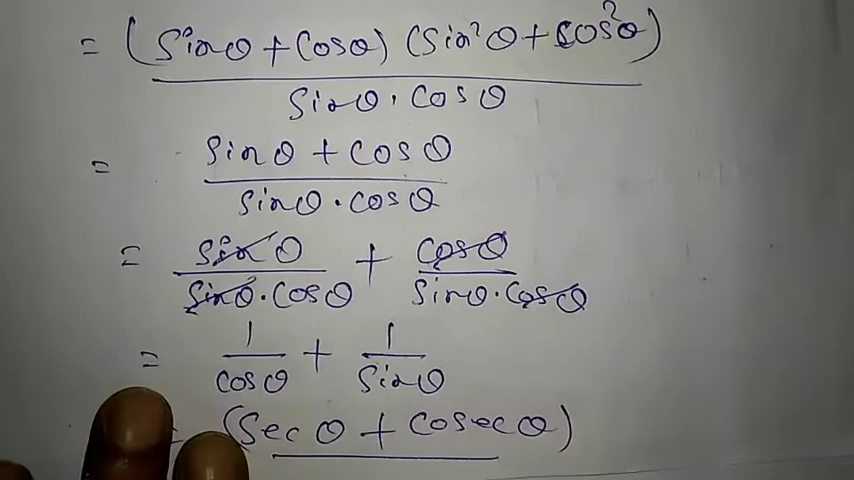 = (sinθ + cosθ) (sin²θ + cos²θ)
sinθ . cosθ
= sinθ + cosθ
sinθ . cosθ
= sinθ + cosθ
sinθ . cosθ sinθ . cosθ
= 1 + 1
cosθ sinθ
= (secθ + cosecθ)